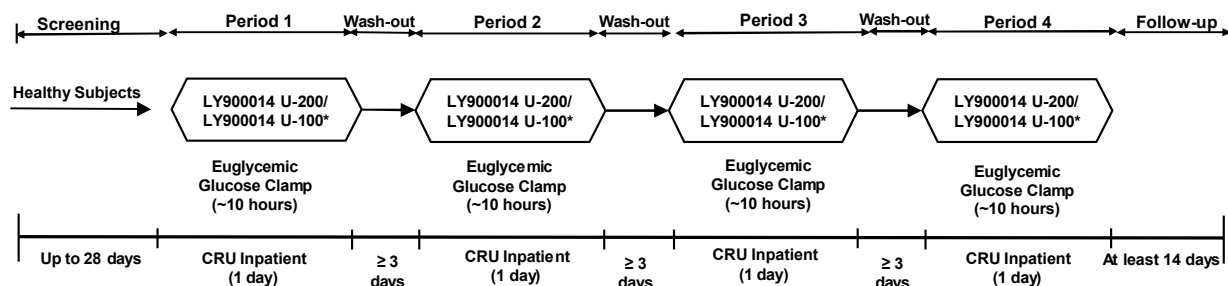 Screening Period 1 Wash-out Period 2 Wash-out Period 3 Wash-out Period 4 Follow-up
Healthy Subjects
LY900014 U-200/
LY900014 U-100*
LY900014 U-200/
LY900014 U-100*
LY900014 U-200/
LY900014 U-100*
LY900014 U-200/
LY900014 U-100*
Euglycemic
Glucose Clamp
(~10 hours)
Euglycemic
Glucose Clamp
(~10 hours)
Euglycemic
Glucose Clamp
(~10 hours)
Euglycemic
Glucose Clamp
(~10 hours)
Up to 28 days
CRU Inpatient
(1 day)
≥ 3
days
CRU Inpatient
(1 day)
≥ 3
days
CRU Inpatient
(1 day)
≥ 3
days
CRU Inpatient
(1 day)
At least 14 days